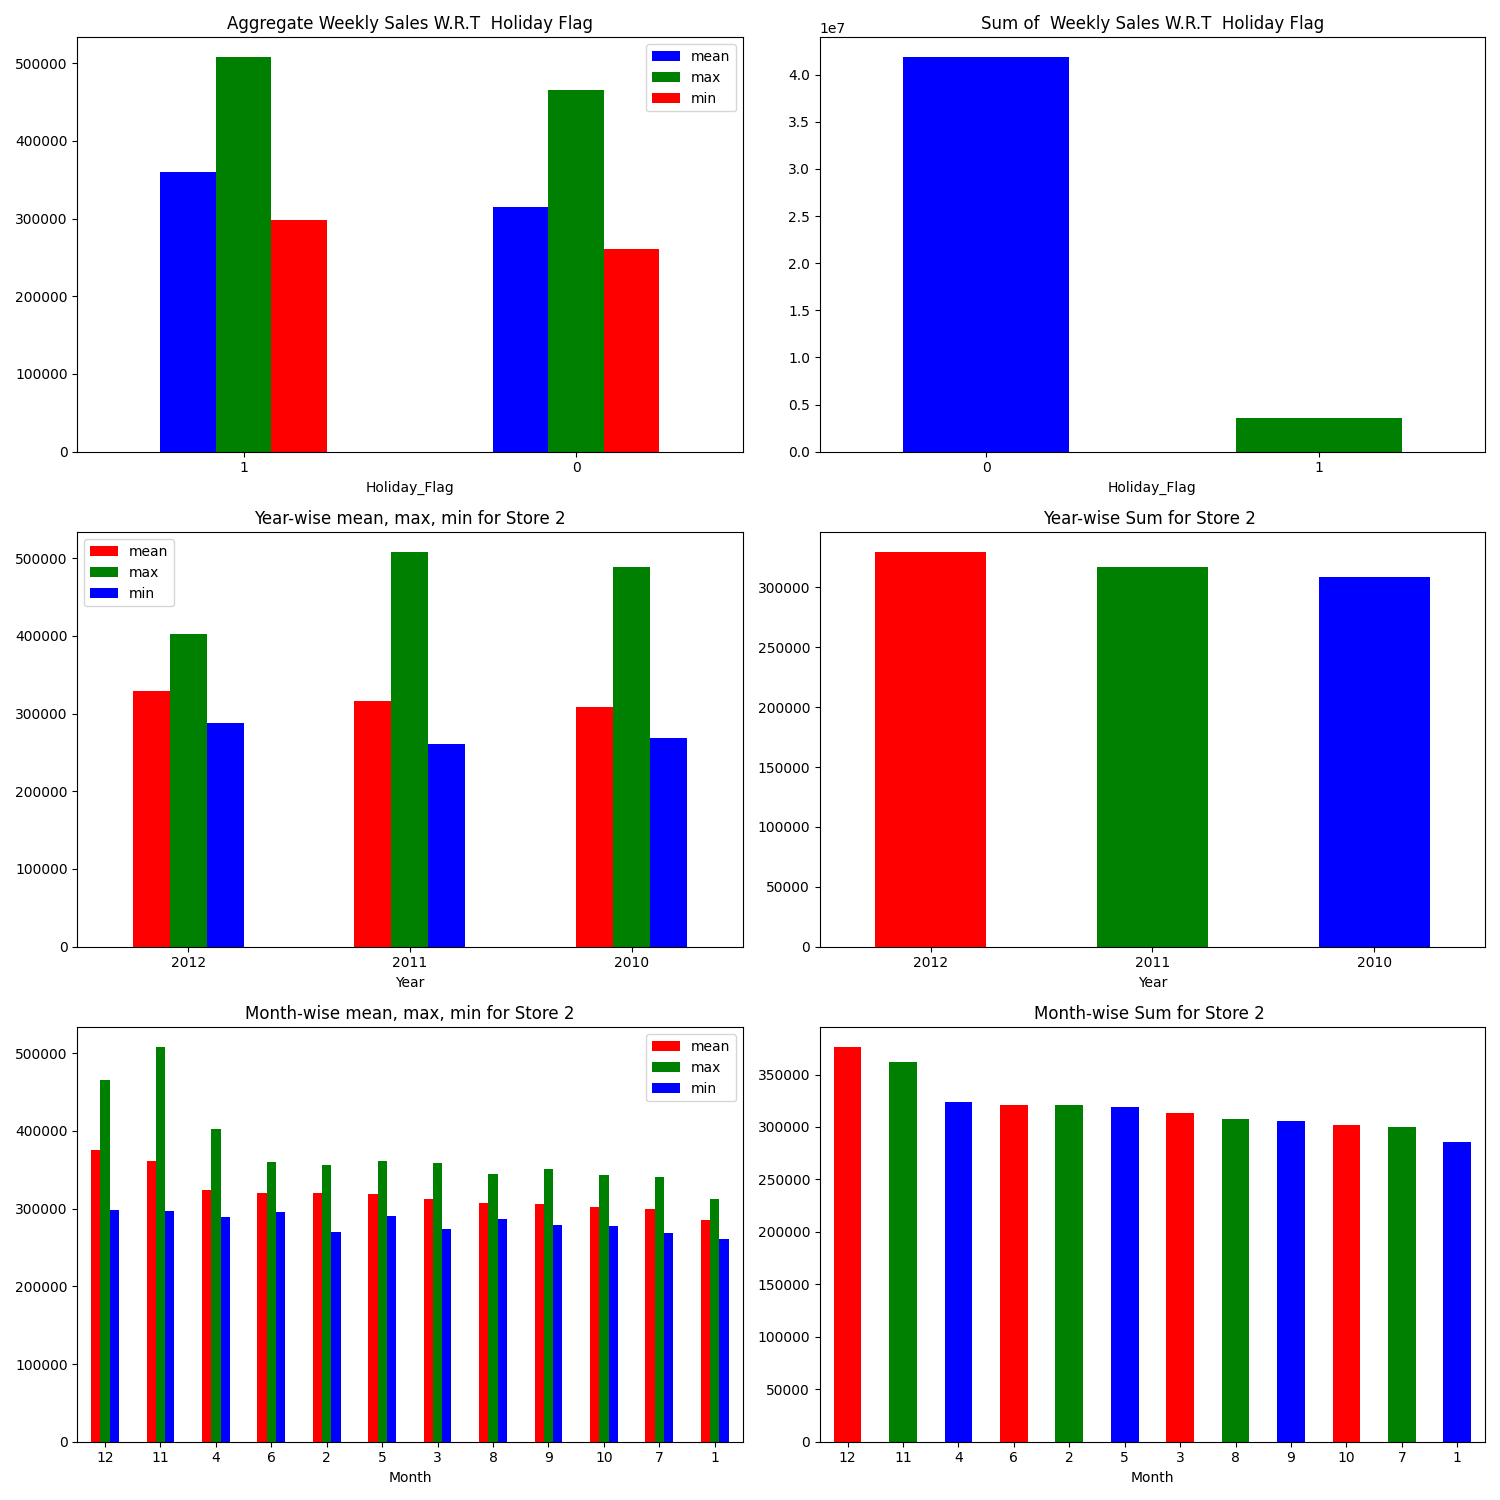 Aggregate Weekly Sales W.R.T  Holiday Flag
500000
400000
300000
200000
100000
0
mean
max
min
1 0
Holiday_Flag
Sum of  Weekly Sales W.R.T  Holiday Flag
1e7
4.0
3.5
3.0
2.5
2.0
1.5
1.0
0.5
0.0
0 1
Holiday_Flag
Year-wise mean, max, min for Store 2
500000
400000
300000
200000
100000
0
mean
max
min
2012 2011 2010
Year
Year-wise Sum for Store 2
300000
250000
200000
150000
100000
50000
0
2012 2011 2010
Year
Month-wise mean, max, min for Store 2
500000
400000
300000
200000
100000
0
mean
max
min
12 11 4 6 2 5 3 8 9 10 7 1
Month
Month-wise Sum for Store 2
350000
300000
250000
200000
150000
100000
50000
0
12 11 4 6 2 5 3 8 9 10 7 1
Month